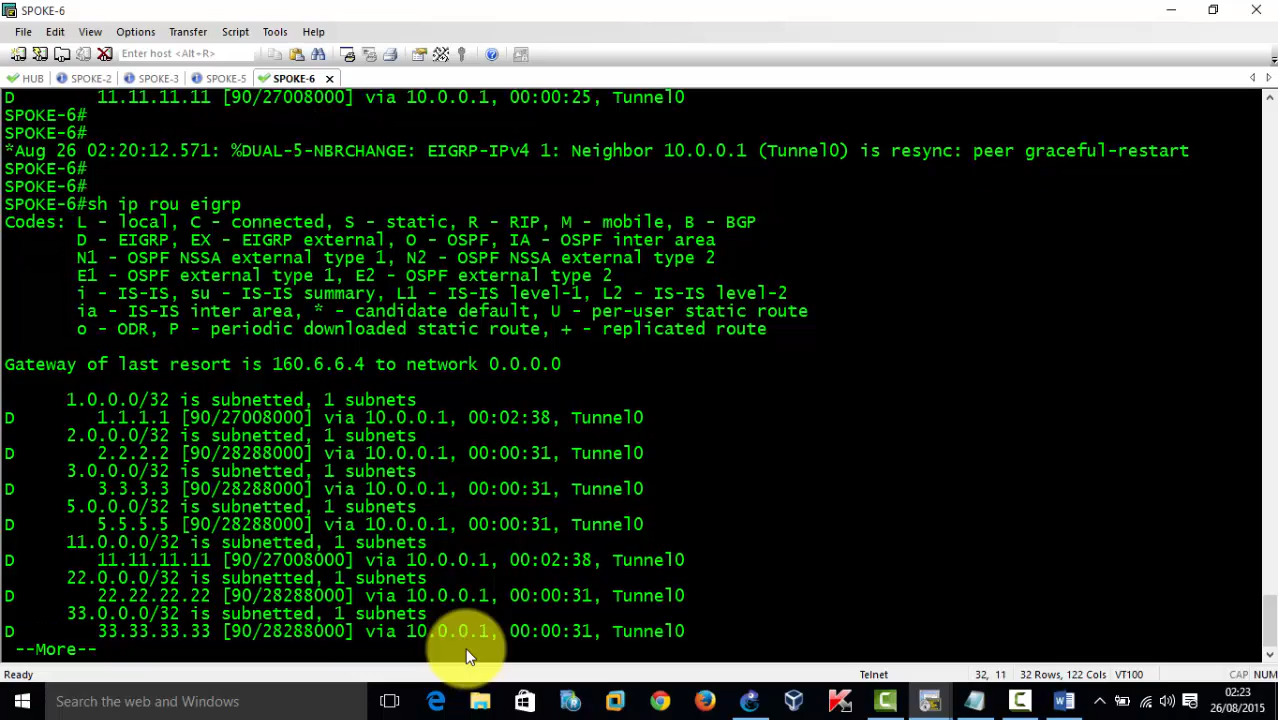 SPOKE-6
File Edit View Options Transfer Script Tools Help
Enter host <Alt+R>
HUB SPOKE-2 SPOKE-3 SPOKE-5 SPOKE-6
D 11.11.11.11 [90/27008000] via 10.0.0.1, 00:00:25, Tunnel0
SPOKE-6#
SPOKE-6#
*Aug 26 02:20:12.571: %DUAL-5-NBRCHANGE: EIGRP-IPv4 1: Neighbor 10.0.0.1 (Tunnel0) is resync: peer graceful-restart
SPOKE-6#
SPOKE-6#
SPOKE-6#sh ip rou eigrp
Codes: L - local, C - connected, S - static, R - RIP, M - mobile, B - BGP
D - EIGRP, EX - EIGRP external, O - OSPF, IA - OSPF inter area
N1 - OSPF NSSA external type 1, N2 - OSPF NSSA external type 2
E1 - OSPF external type 1, E2 - OSPF external type 2
i - IS-IS, su - IS-IS summary, L1 - IS-IS level-1, L2 - IS-IS level-2
ia - IS-IS inter area, * - candidate default, U - per-user static route
o - ODR, P - periodic downloaded static route, + - replicated route
Gateway of last resort is 160.6.6.4 to network 0.0.0.0
1.0.0.0/32 is subnetted, 1 subnets
D 1.1.1.1 [90/27008000] via 10.0.0.1, 00:02:38, Tunnel0
2.0.0.0/32 is subnetted, 1 subnets
D 2.2.2.2 [90/28288000] via 10.0.0.1, 00:00:31, Tunnel0
3.0.0.0/32 is subnetted, 1 subnets
D 3.3.3.3 [90/28288000] via 10.0.0.1, 00:00:31, Tunnel0
5.0.0.0/32 is subnetted, 1 subnets
D 5.5.5.5 [90/28288000] via 10.0.0.1, 00:00:31, Tunnel0
11.0.0.0/32 is subnetted, 1 subnets
D 11.11.11.11 [90/27008000] via 10.0.0.1, 00:02:38, Tunnel0
22.0.0.0/32 is subnetted, 1 subnets
D 22.22.22.22 [90/28288000] via 10.0.0.1, 00:00:31, Tunnel0
33.0.0.0/32 is subnetted, 1 subnets
D 33.33.33.33 [90/28288000] via 10.0.0.1, 00:00:31, Tunnel0
--More--
Ready Telnet 32, 11 32 Rows, 122 Cols VT100 CAP NUM
Search the web and Windows 02:23
26/08/2015